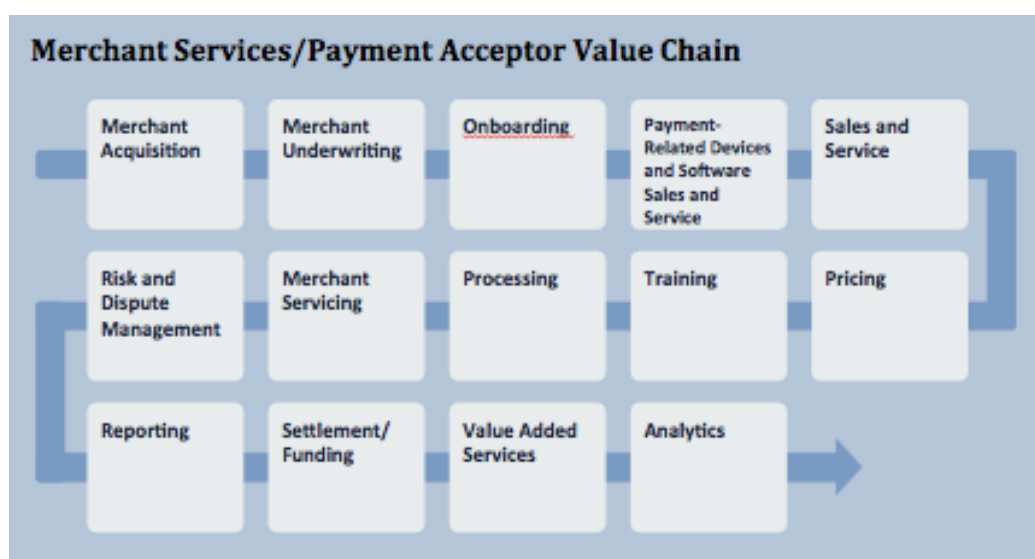 Merchant Services/Payment Acceptor Value Chain
Merchant
Acquisition
Merchant
Underwriting
Onboarding
Payment-
Related Devices
and Software
Sales and
Service
Sales and
Service
Risk and
Dispute
Management
Merchant
Servicing
Processing
Training
Pricing
Reporting
Settlement/
Funding
Value Added
Services
Analytics